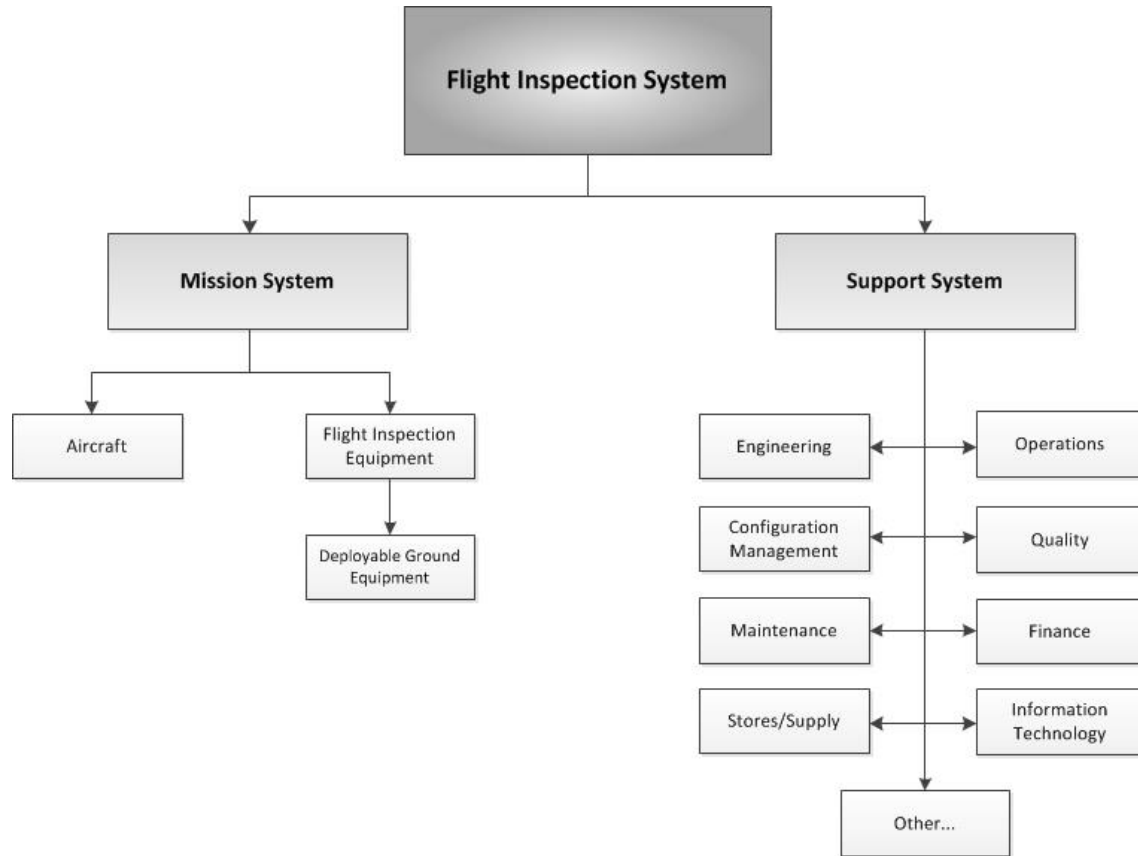 Flight Inspection System
Mission System
Support System
Aircraft
Flight Inspection
Equipment
Deployable Ground
Equipment
Engineering
Operations
Configuration
Management
Quality
Maintenance
Finance
Stores/Supply
Information
Technology
Other...